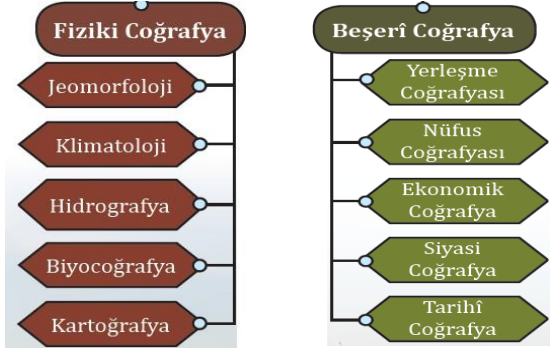 Fiziki Coğrafya
Jeomorfoloji
Klimatoloji
Hidrografya
Biyocoğrafya
Kartoğrafya
Beşerî Coğrafya
Yerleşme
Coğrafyası
Nüfus
Coğrafyası
Ekonomik
Coğrafya
Siyasi
Coğrafya
Tarihî
Coğrafya